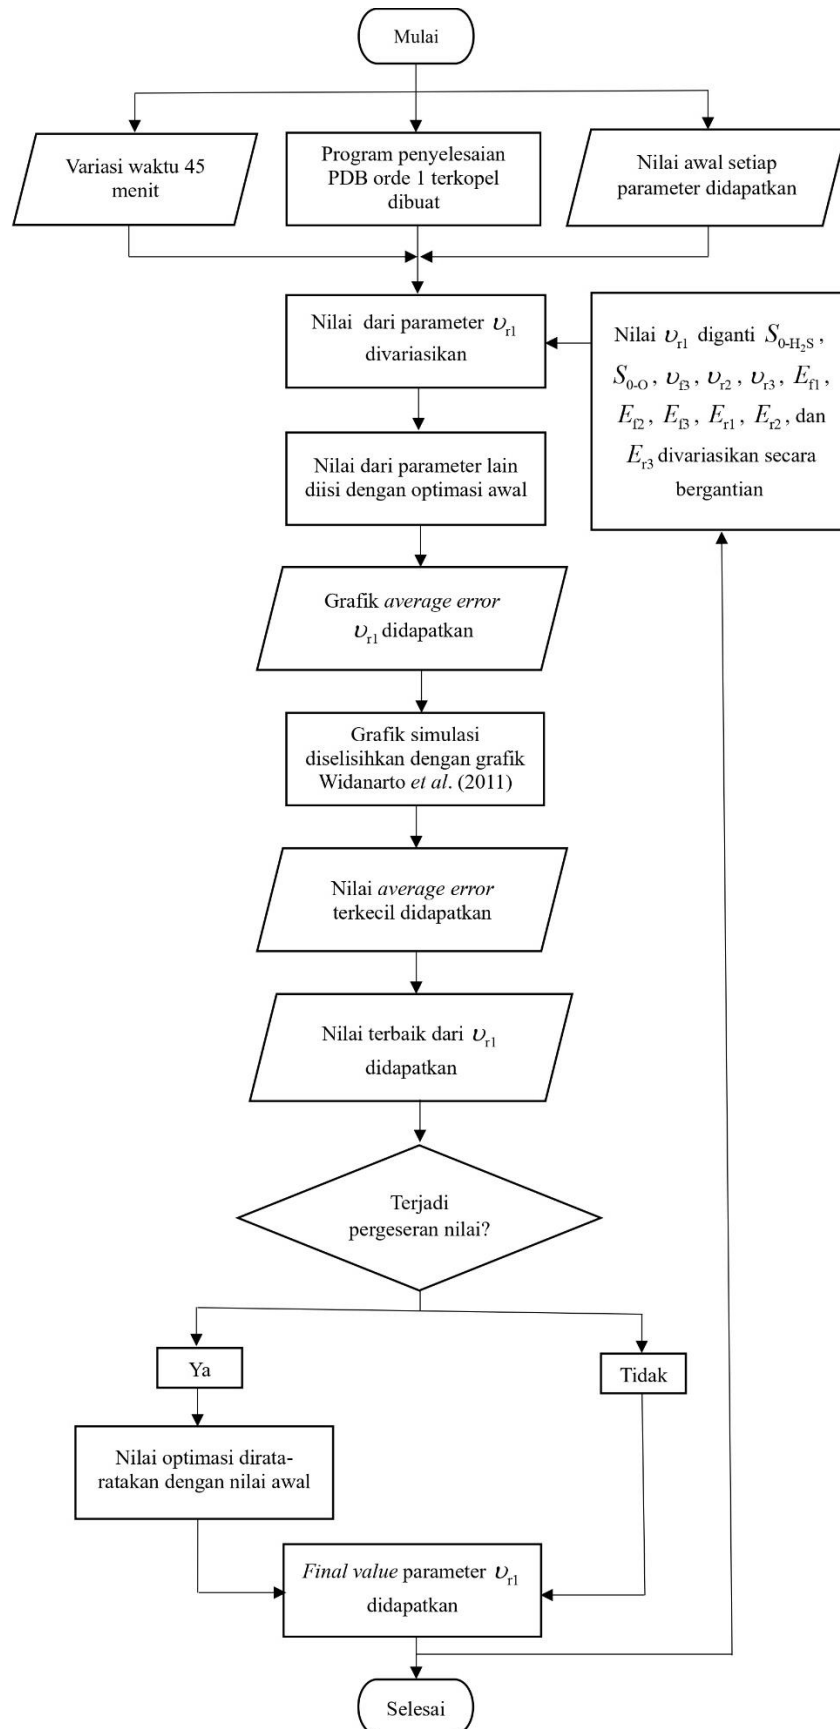 Mulai
Variasi waktu 45
menit
Program penyelesaian
PDB orde 1 terkopel
dibuat
Nilai awal setiap
parameter didapatkan
Nilai dari parameter υr1
divariasikan
Nilai υr1 diganti S0-H2S,
S0-O, υf3, υr2, υr3, Ef1,
Ef2, Ef3, Er1, Er2, dan
Er3 divariasikan secara
bergantian
Nilai dari parameter lain
diisi dengan optimasi awal
Grafik average error
υr1 didapatkan
Grafik simulasi
diselisihkan dengan grafik
Widanarto et al. (2011)
Nilai average error
terkecil didapatkan
Nilai terbaik dari υr1
didapatkan
Terjadi
pergeseran nilai?
Ya
Tidak
Nilai optimasi dirata-
ratakan dengan nilai awal
Final value parameter υr1
didapatkan
Selesai